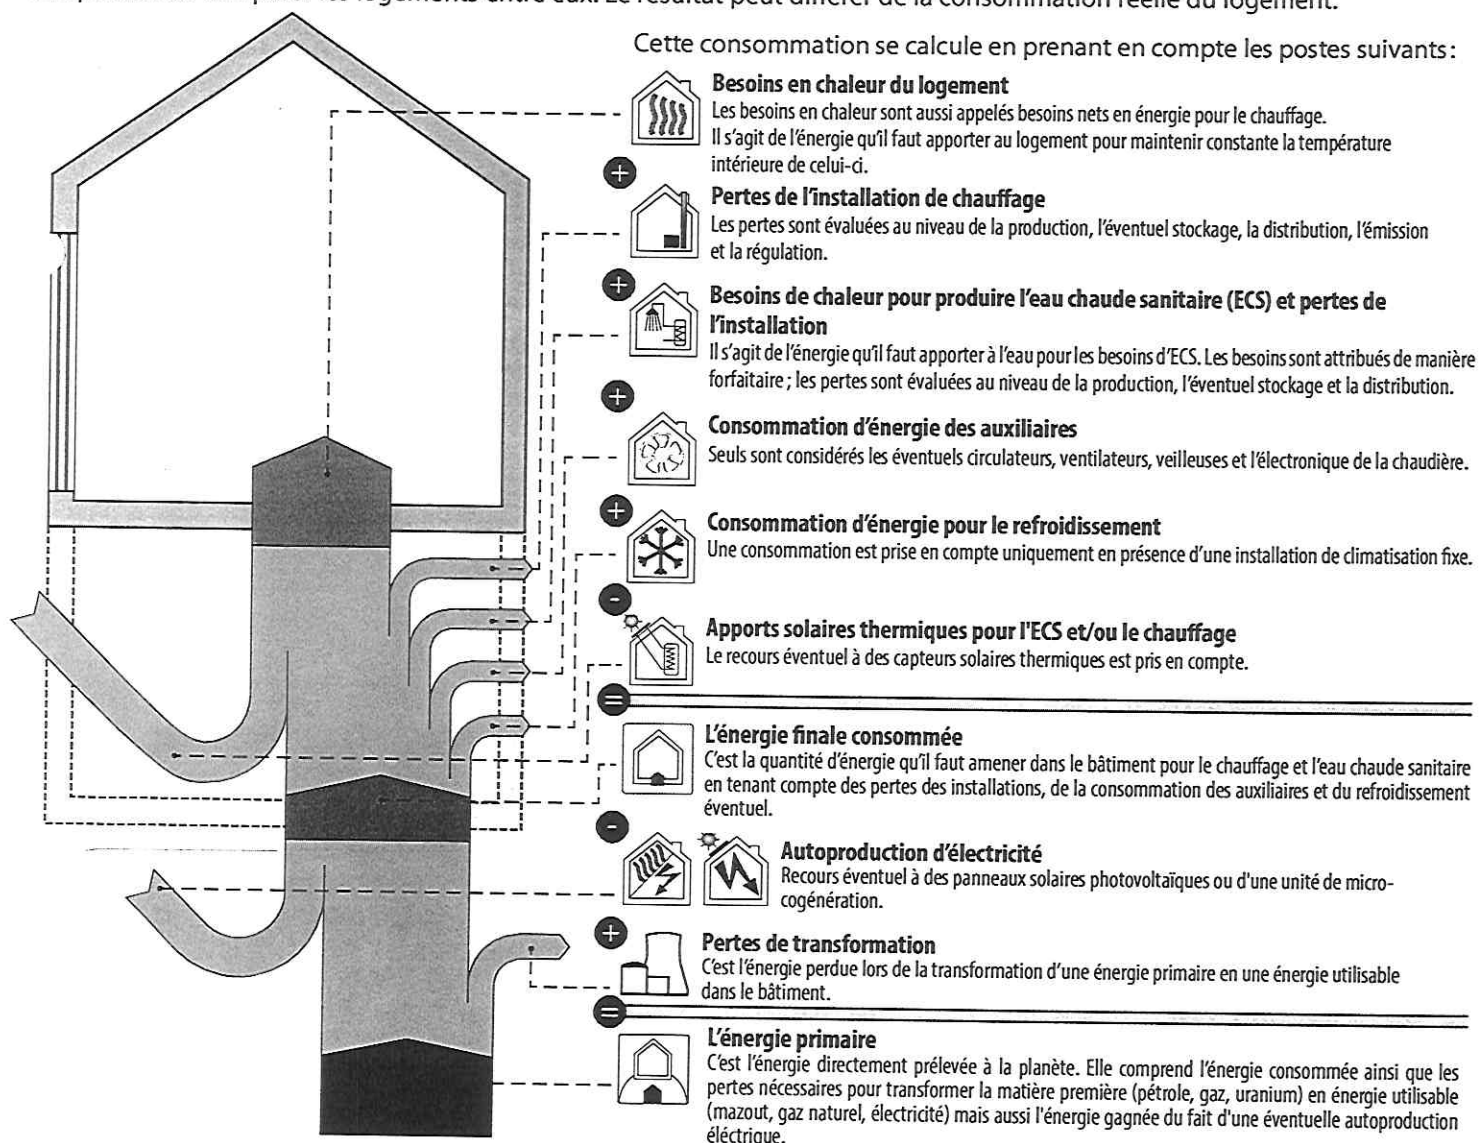 les logements entre eux. Le résultat peut différer de la consommation réelle du logement.
Cette consommation se calcule en prenant en compte les postes suivants :
Besoins en chaleur du logement
Les besoins en chaleur sont aussi appelés besoins nets en énergie pour le chauffage.
Il s'agit de l'énergie qu'il faut apporter au logement pour maintenir constante la température
intérieure de celui-ci.
+
Pertes de l'installation de chauffage
Les pertes sont évaluées au niveau de la production, l'éventuel stockage, la distribution, l'émission
et la régulation.
+
Besoins de chaleur pour produire l'eau chaude sanitaire (ECS) et pertes de
l'installation
Il s'agit de l'énergie qu'il faut apporter à l'eau pour les besoins d'ECS. Les besoins sont attribués de manière
forfaitaire ; les pertes sont évaluées au niveau de la production, l'éventuel stockage et la distribution.
+
Consommation d'énergie des auxiliaires
Seuls sont considérés les éventuels circulateurs, ventilateurs, veilleuses et l'électronique de la chaudière.
+
Consommation d'énergie pour le refroidissement
Une consommation est prise en compte uniquement en présence d'une installation de climatisation fixe.
-
Apports solaires thermiques pour l'ECS et/ou le chauffage
Le recours éventuel à des capteurs solaires thermiques est pris en compte.
=
L'énergie finale consommée
C'est la quantité d'énergie qu'il faut amener dans le bâtiment pour le chauffage et l'eau chaude sanitaire
en tenant compte des pertes des installations, de la consommation des auxiliaires et du refroidissement
éventuel.
-
Autoproduction d'électricité
Recours éventuel à des panneaux solaires photovoltaïques ou d'une unité de micro-
cogénération.
+
Pertes de transformation
C'est l'énergie perdue lors de la transformation d'une énergie primaire en une énergie utilisable
dans le bâtiment.
=
L'énergie primaire
C'est l'énergie directement prélevée à la planète. Elle comprend l'énergie consommée ainsi que les
pertes nécessaires pour transformer la matière première (pétrole, gaz, uranium) en énergie utilisable
(mazout, gaz naturel, électricité) mais aussi l'énergie gagnée du fait d'une éventuelle autoproduction
éléctrique.